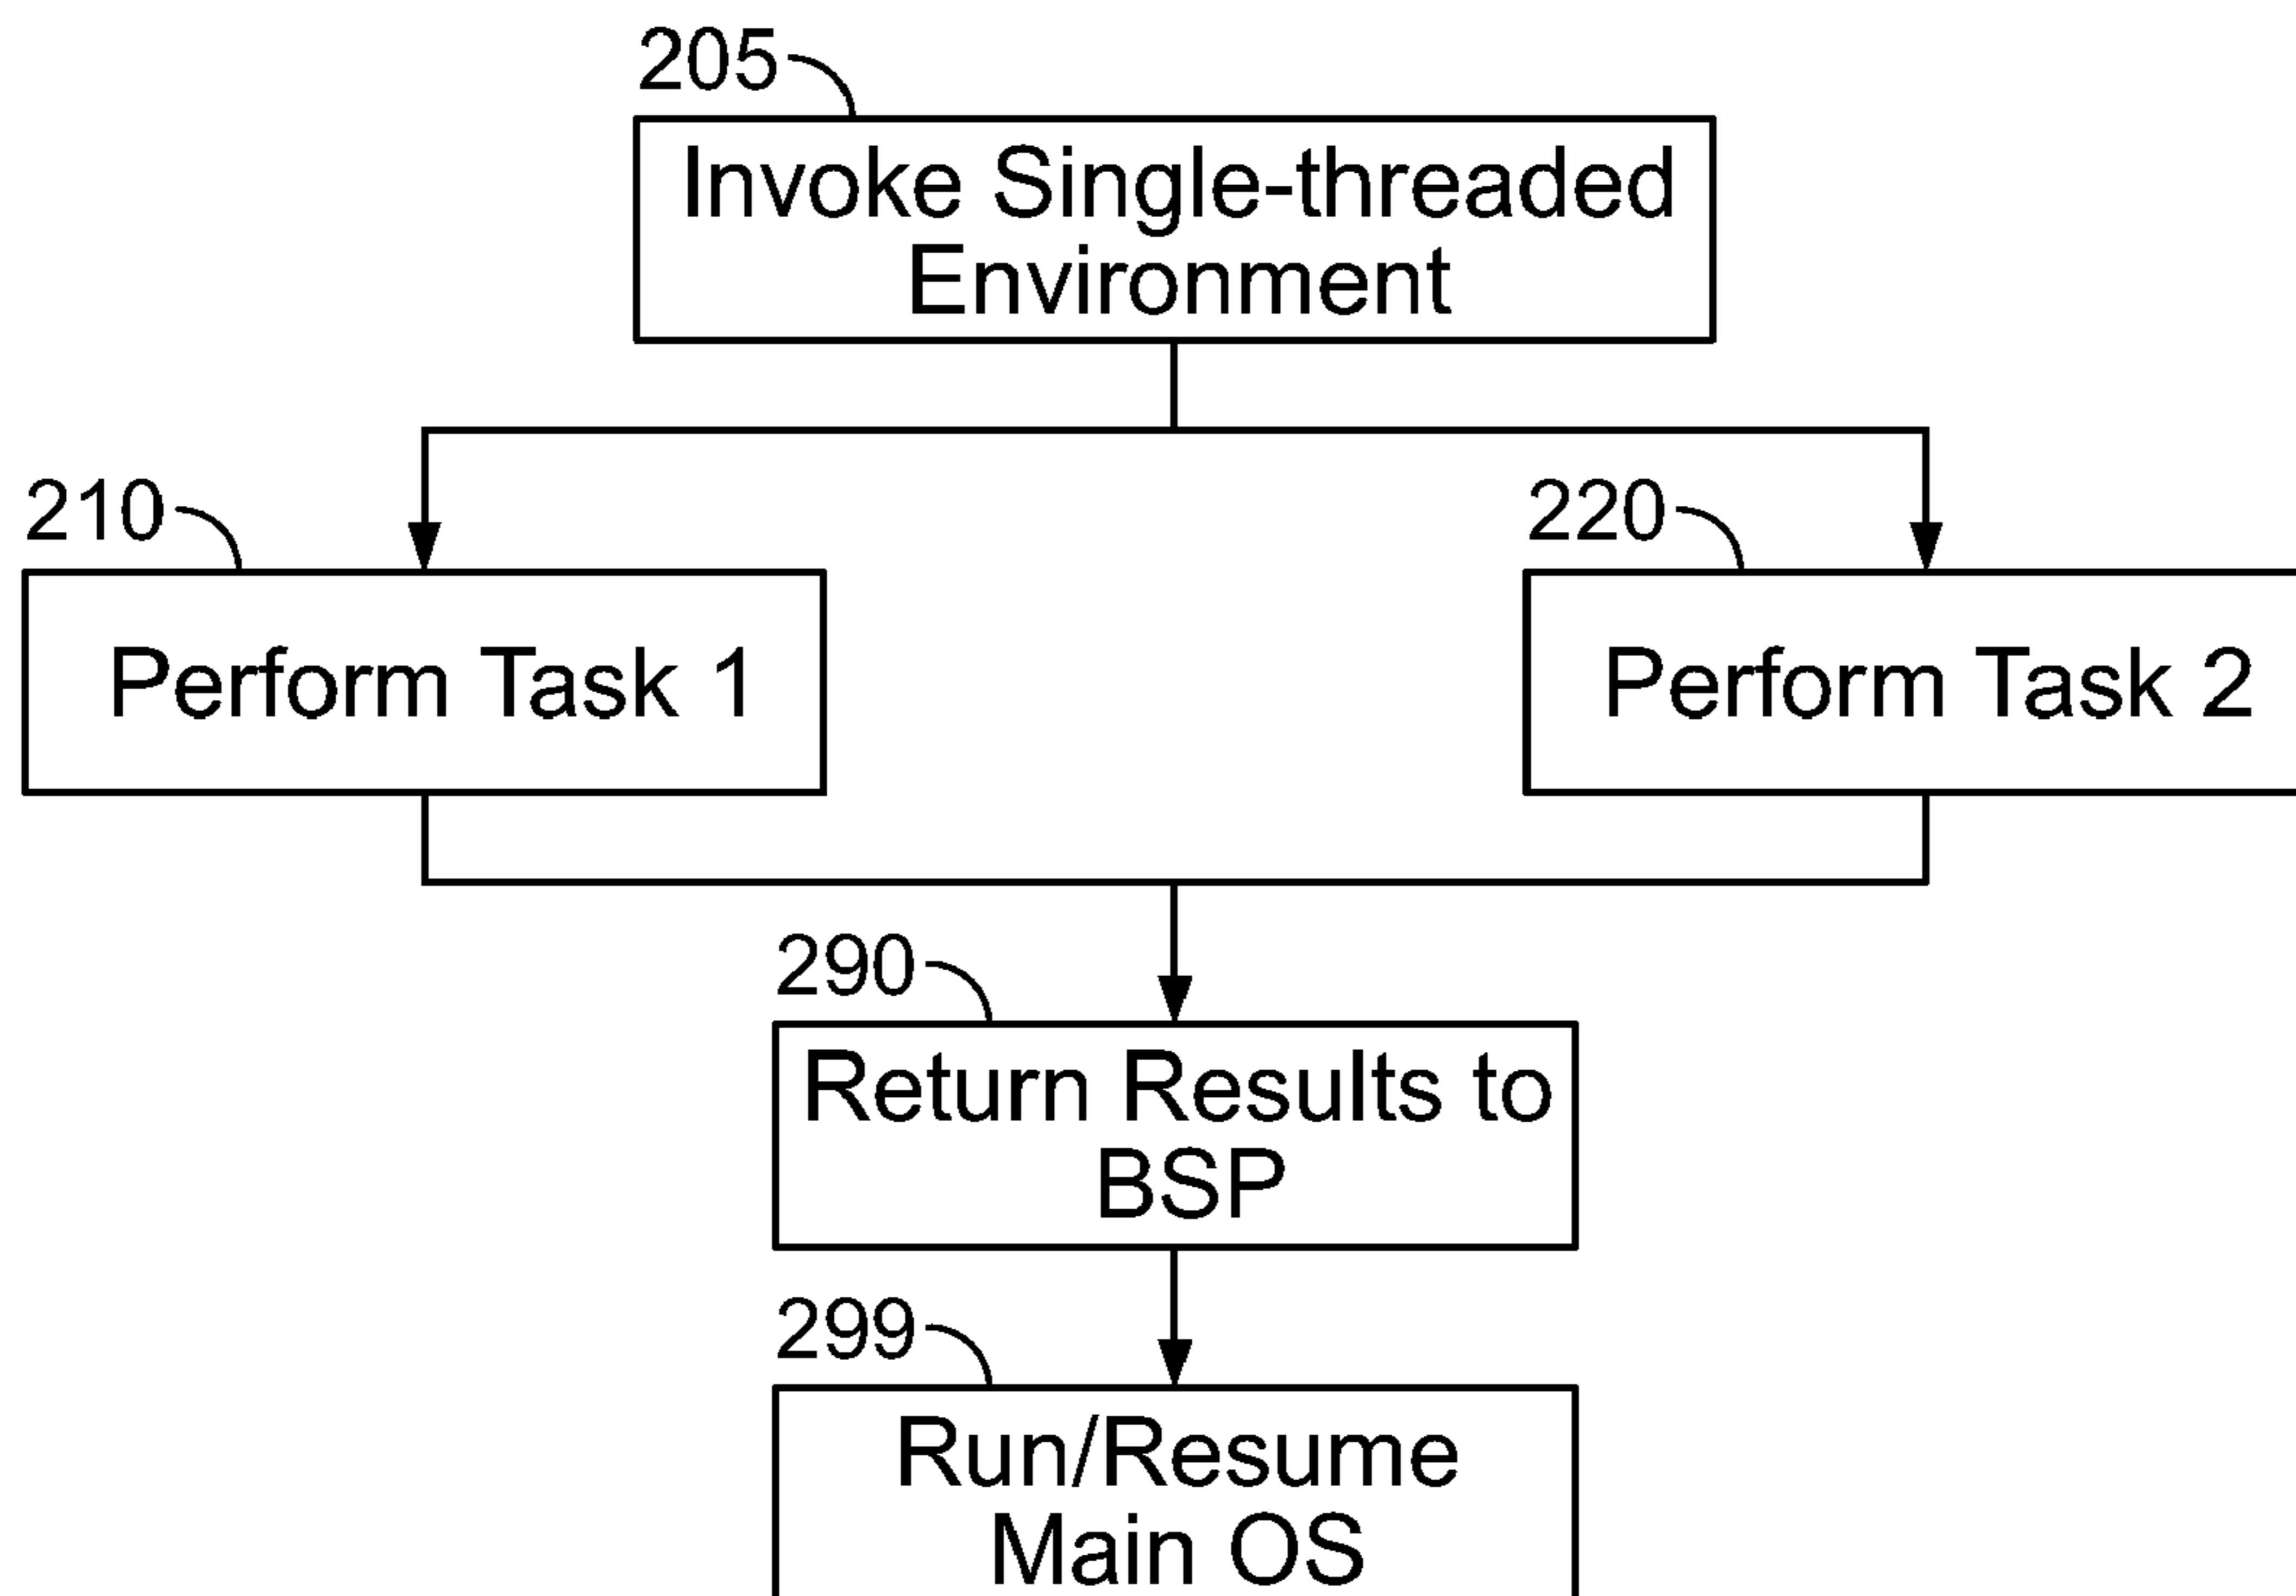 205
Invoke Single-threaded
Environment
210
220
Perform Task 1
Perform Task 2
290
Return Results to
BSP
299
Run/Resume
Main OS